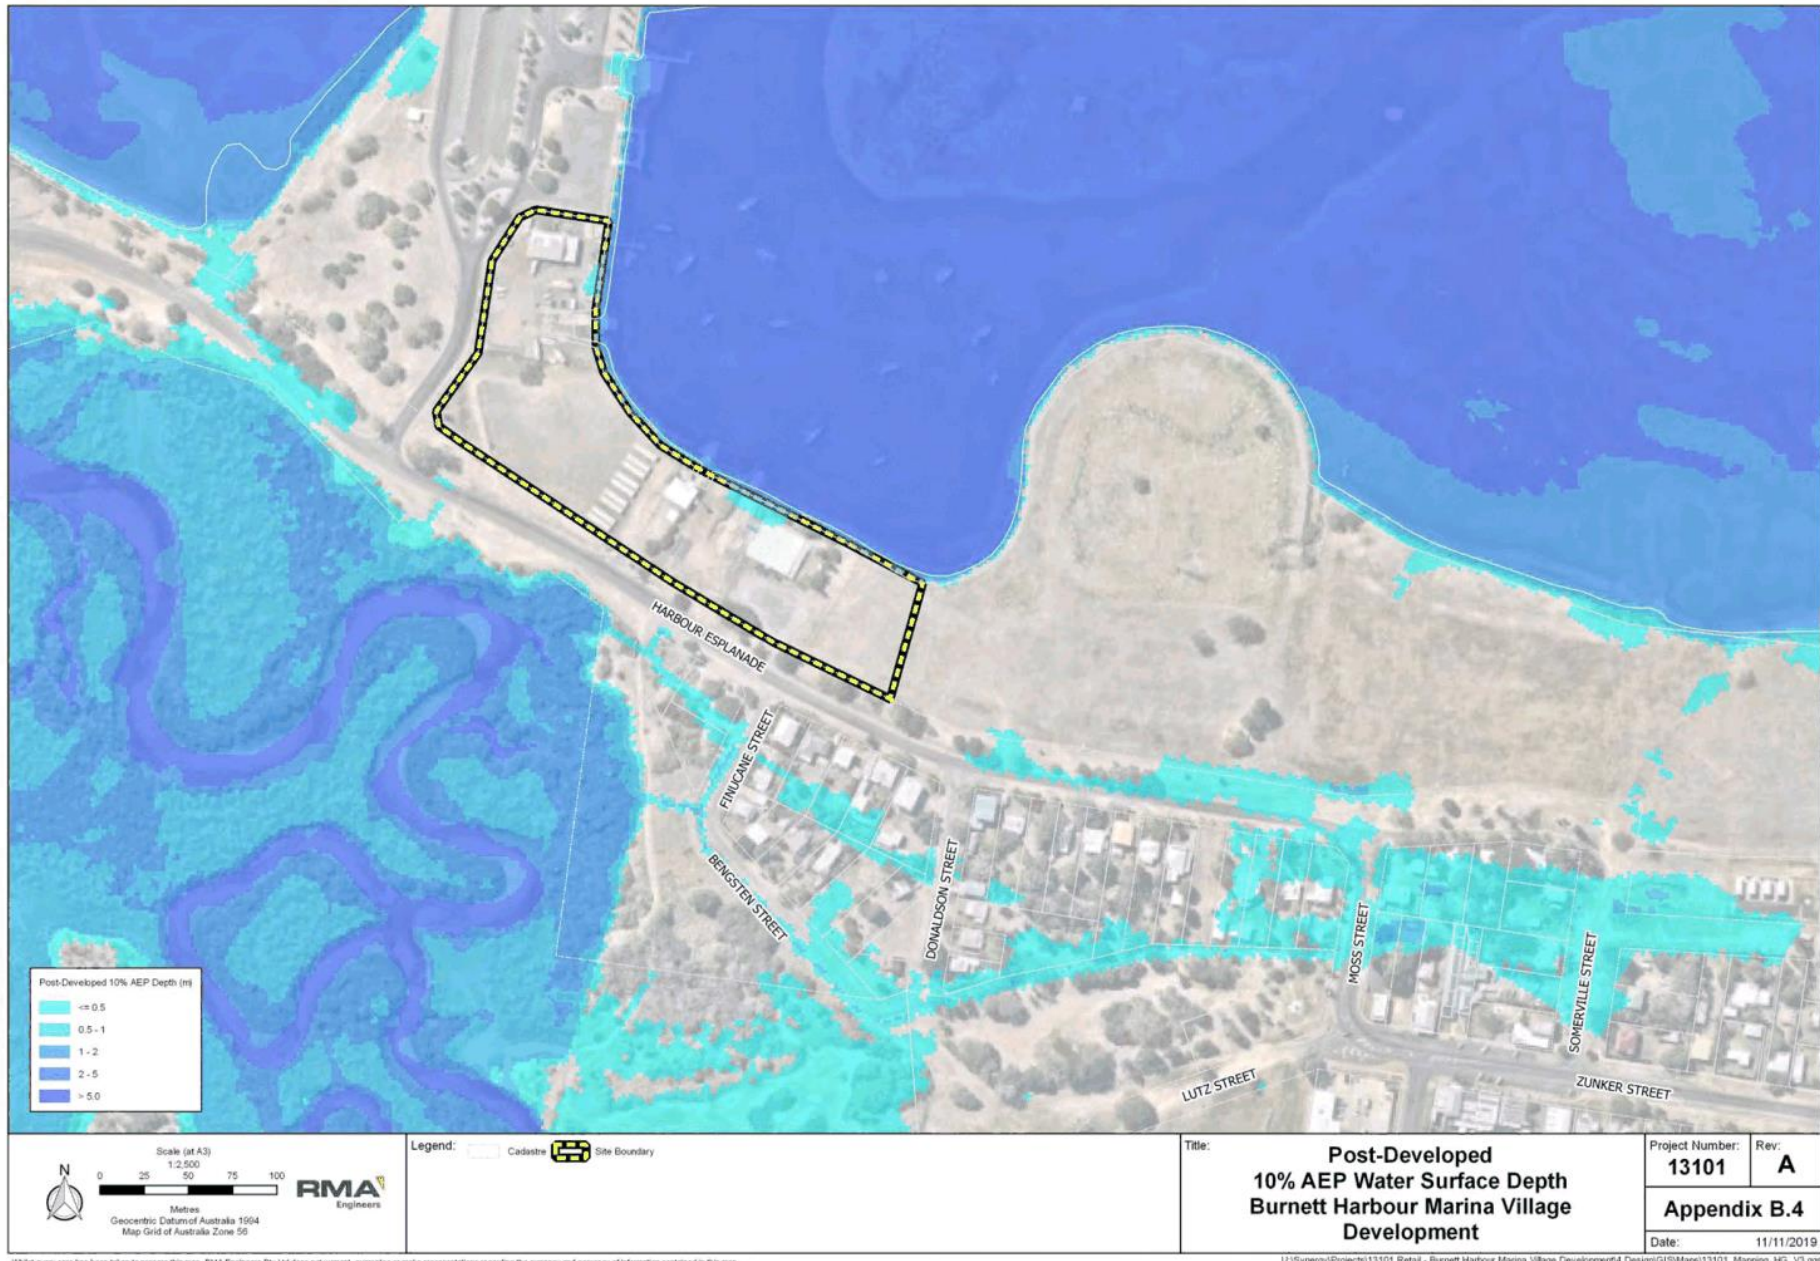 HARBOUR ESPLANADE
FINUCANE STREET
BENGSTEN STREET
DONALDSON STREET
MOSS STREET
SOMERVILLE STREET
LUTZ STREET
ZUNKER STREET
Post-Developed 10% AEP Depth (m)
<= 0.5
0.5 - 1
1 - 2
2 - 5
> 5.0
N
Scale (at A3)
1:2,500
0 25 50 75 100
Metres
Geocentric Datum of Australia 1994
Map Grid of Australia Zone 56
RMA
Engineers
Legend:
Cadastre
Site Boundary
Title:
Post-Developed
10% AEP Water Surface Depth
Burnett Harbour Marina Village
Development
Project Number:
13101
Rev:
A
Appendix B.4
Date: 11/11/2019